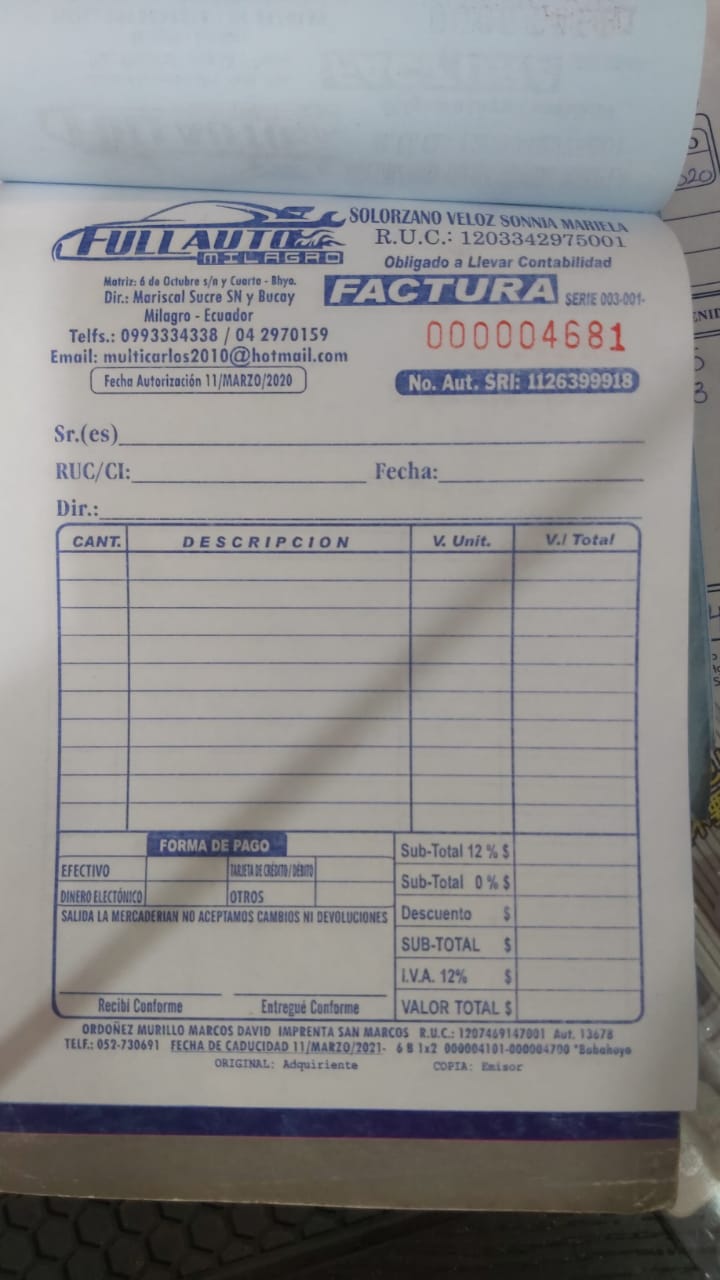 FULLAUTO
MILAGRO
SOLORZANO VELOZ SONNIA MARIELA
R.U.C.: 1203342975001
Obligado a Llevar Contabilidad
Matriz: 6 de Octubre s/n y Cuarta - Bhyo.
Dir.: Mariscal Sucre SN y Bucay
Milagro - Ecuador
Telfs.: 0993334338 / 04 2970159
Email: multicarlos2010@hotmail.com
Fecha Autorización 11/MARZO/2020
FACTURA SERIE 003-001-
000004681
No. Aut. SRI: 1126399918
Sr.(es)
RUC/CI: Fecha:
Dir.:
CANT. DESCRIPCION V. Unit. V./ Total
FORMA DE PAGO
EFECTIVO TARJETA DE CRÉDITO / DÉBITO
DINERO ELECTÓNICO OTROS
SALIDA LA MERCADERIAN NO ACEPTAMOS CAMBIOS NI DEVOLUCIONES
Recibí Conforme Entregué Conforme
Sub-Total 12 % $
Sub-Total 0 % $
Descuento $
SUB-TOTAL $
I.V.A. 12% $
VALOR TOTAL $
ORDOÑEZ MURILLO MARCOS DAVID IMPRENTA SAN MARCOS R.U.C.: 1207469147001 Aut. 13678
TELF.: 052-730691 FECHA DE CADUCIDAD 11/MARZO/2021- 6 B 1x2 000004101-000004700 *Babahoyo
ORIGINAL: Adquiriente COPIA: Emisor